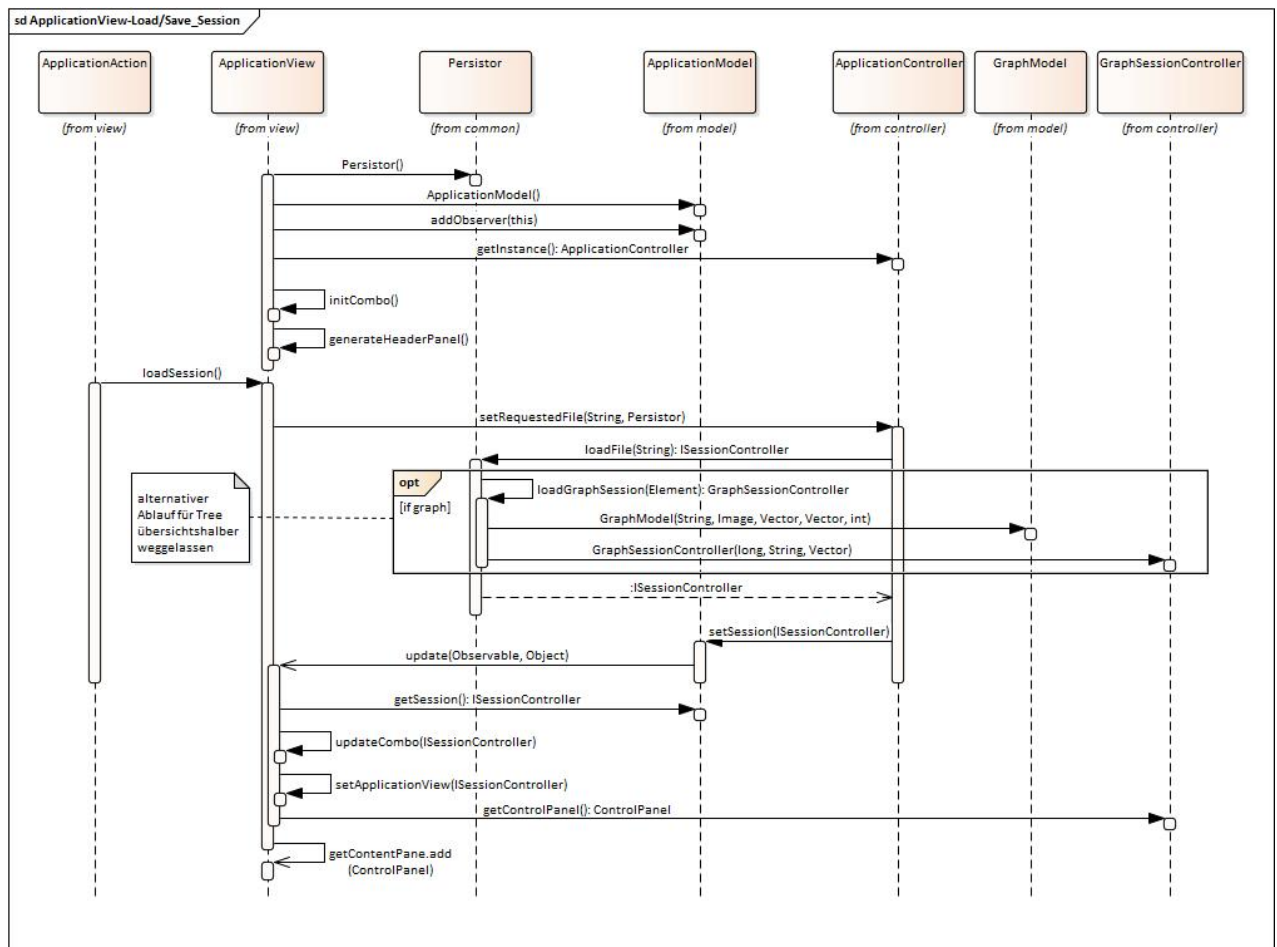 sd ApplicationView-Load/Save_Session
ApplicationAction
ApplicationView
Persistor
ApplicationModel
ApplicationController
GraphModel
GraphSessionController
(from view)
(from view)
(from common)
(from model)
(from controller)
(from model)
(from controller)
Persistor()
ApplicationModel()
addObserver(this)
getInstance(): ApplicationController
initCombo()
generateHeaderPanel()
loadSession()
setRequestedFile(String, Persistor)
loadFile(String): ISessionController
opt
[if graph]
loadGraphSession(Element): GraphSessionController
alternativer
Ablauf für Tree
übersichtshalber
weggelassen
GraphModel(String, Image, Vector, Vector, int)
GraphSessionController(long, String, Vector)
:ISessionController
setSession(ISessionController)
update(Observable, Object)
getSession(): ISessionController
updateCombo(ISessionController)
setApplicationView(ISessionController)
getControlPanel(): ControlPanel
getContentPane.add
(ControlPanel)